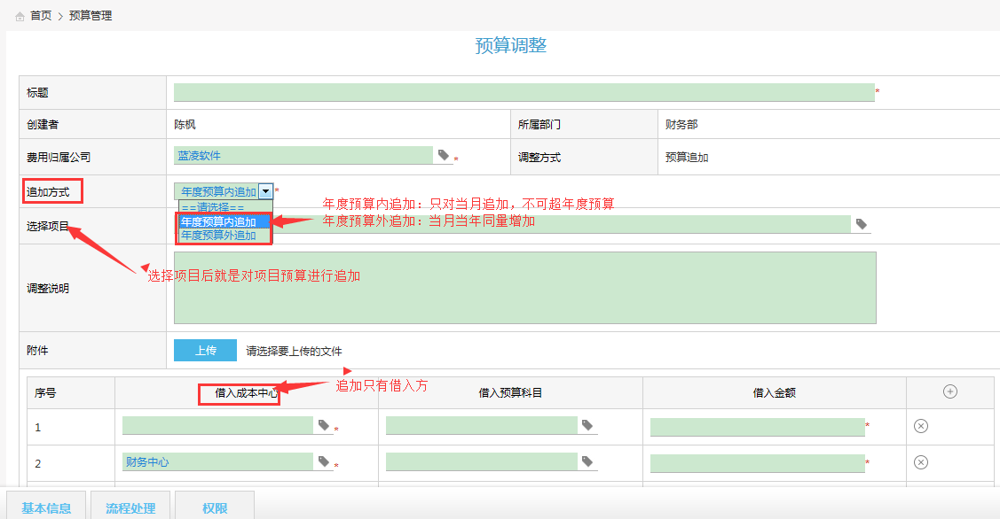 首页 > 预算管理
预算调整
标题 *
创建者 陈枫 所属部门 财务部
费用归属公司 蓝凌软件 * 调整方式 预算追加
追加方式 年度预算内追加 *
==请选择==
年度预算内追加
年度预算外追加
年度预算内追加：只对当月追加，不可超年度预算
年度预算外追加：当月当年同量增加
选择项目
选择项目后就是对项目预算进行追加
调整说明
附件 上传 请选择要上传的文件
追加只有借入方
序号 借入成本中心 借入预算科目 借入金额
1 * *
2 财务中心 * *
基本信息 流程处理 权限